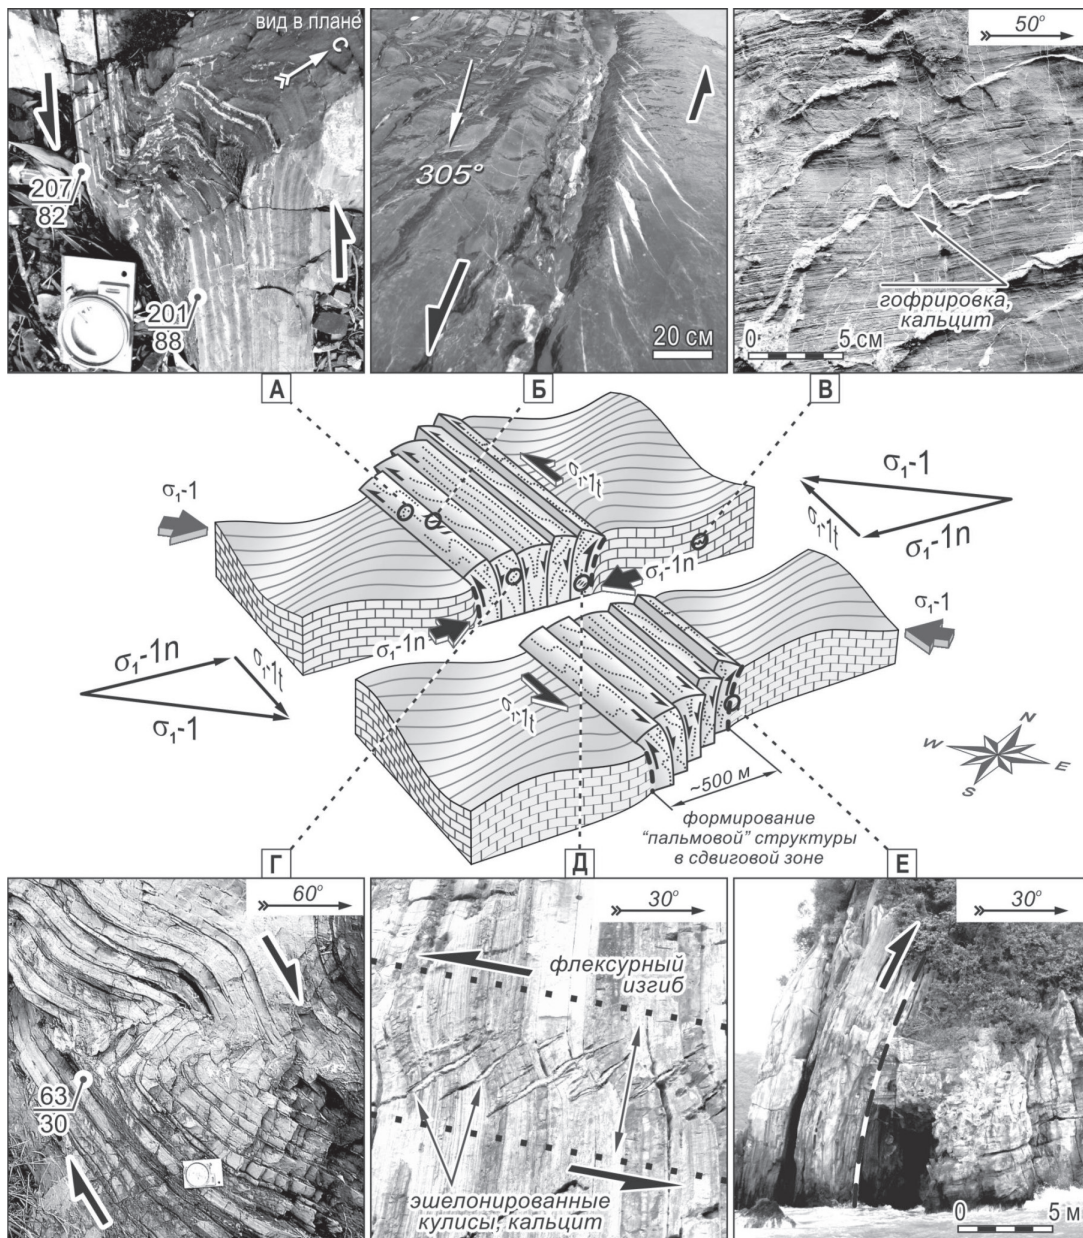 вид в плане
С
207
82
201
88
305°
20 см
50°
гофрировка,
кальцит
0 5 см
А
Б
В
σ₁-1
σ₁-1t
σ₁-1
σ₁-1t
σ₁-1n
σ₁-1n
σ₁-1n
σ₁-1
σ₁-1n
σ₁-1t
σ₁-1
σ₁-1t
N
W
E
S
~500 м
формирование
"пальмовой" структуры
в сдвиговой зоне
Г
Д
Е
60°
63
30
30°
флексурный
изгиб
эшелонированные
кулисы, кальцит
30°
0 5 м